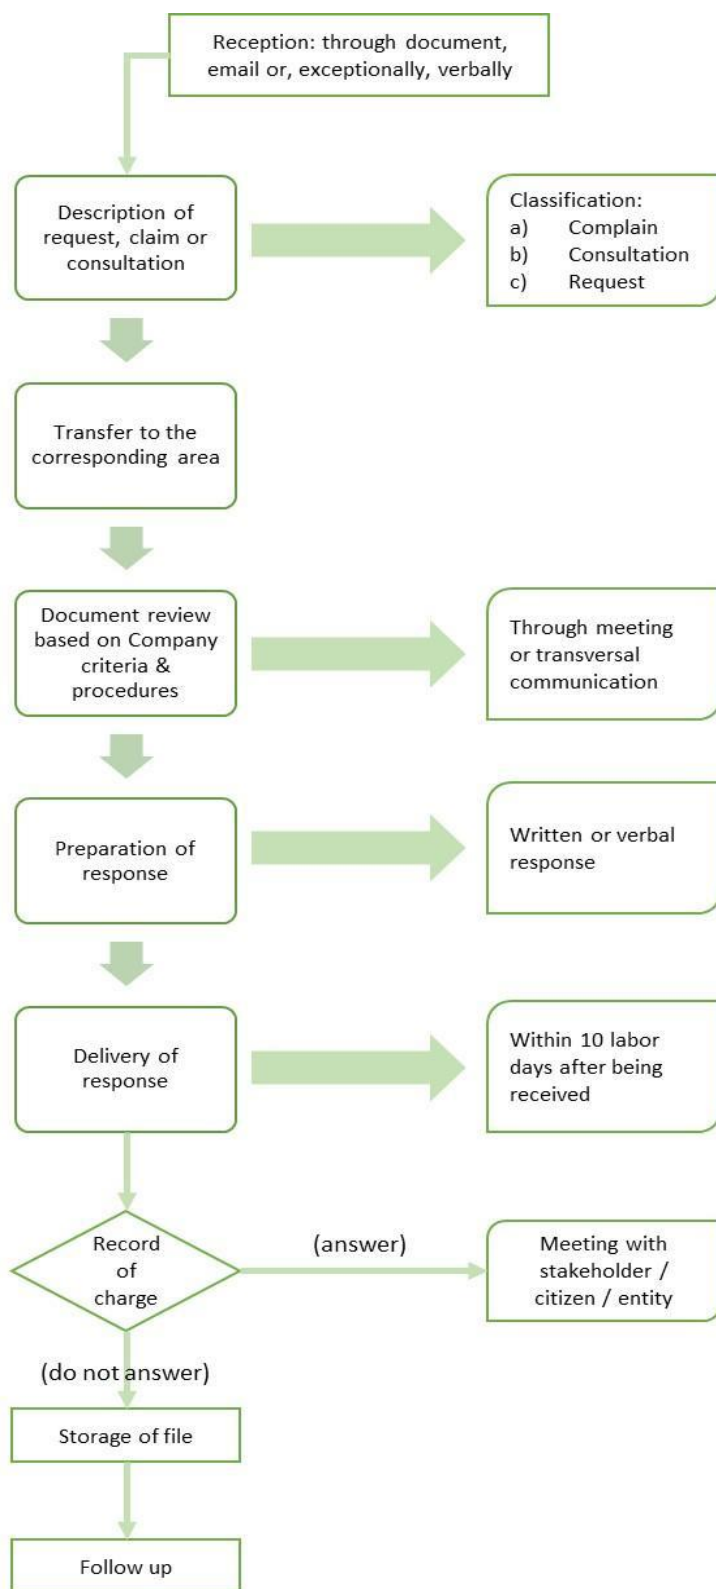 Reception: through document,
email or, exceptionally, verbally
Description of
request, claim or
consultation
Classification:
a) Complain
b) Consultation
c) Request
Transfer to the
corresponding area
Document review
based on Company
criteria &
procedures
Through meeting
or transversal
communication
Preparation of
response
Written or verbal
response
Delivery of
response
Within 10 labor
days after being
received
Record
of
charge
(answer)
Meeting with
stakeholder /
citizen / entity
(do not answer)
Storage of file
Follow up